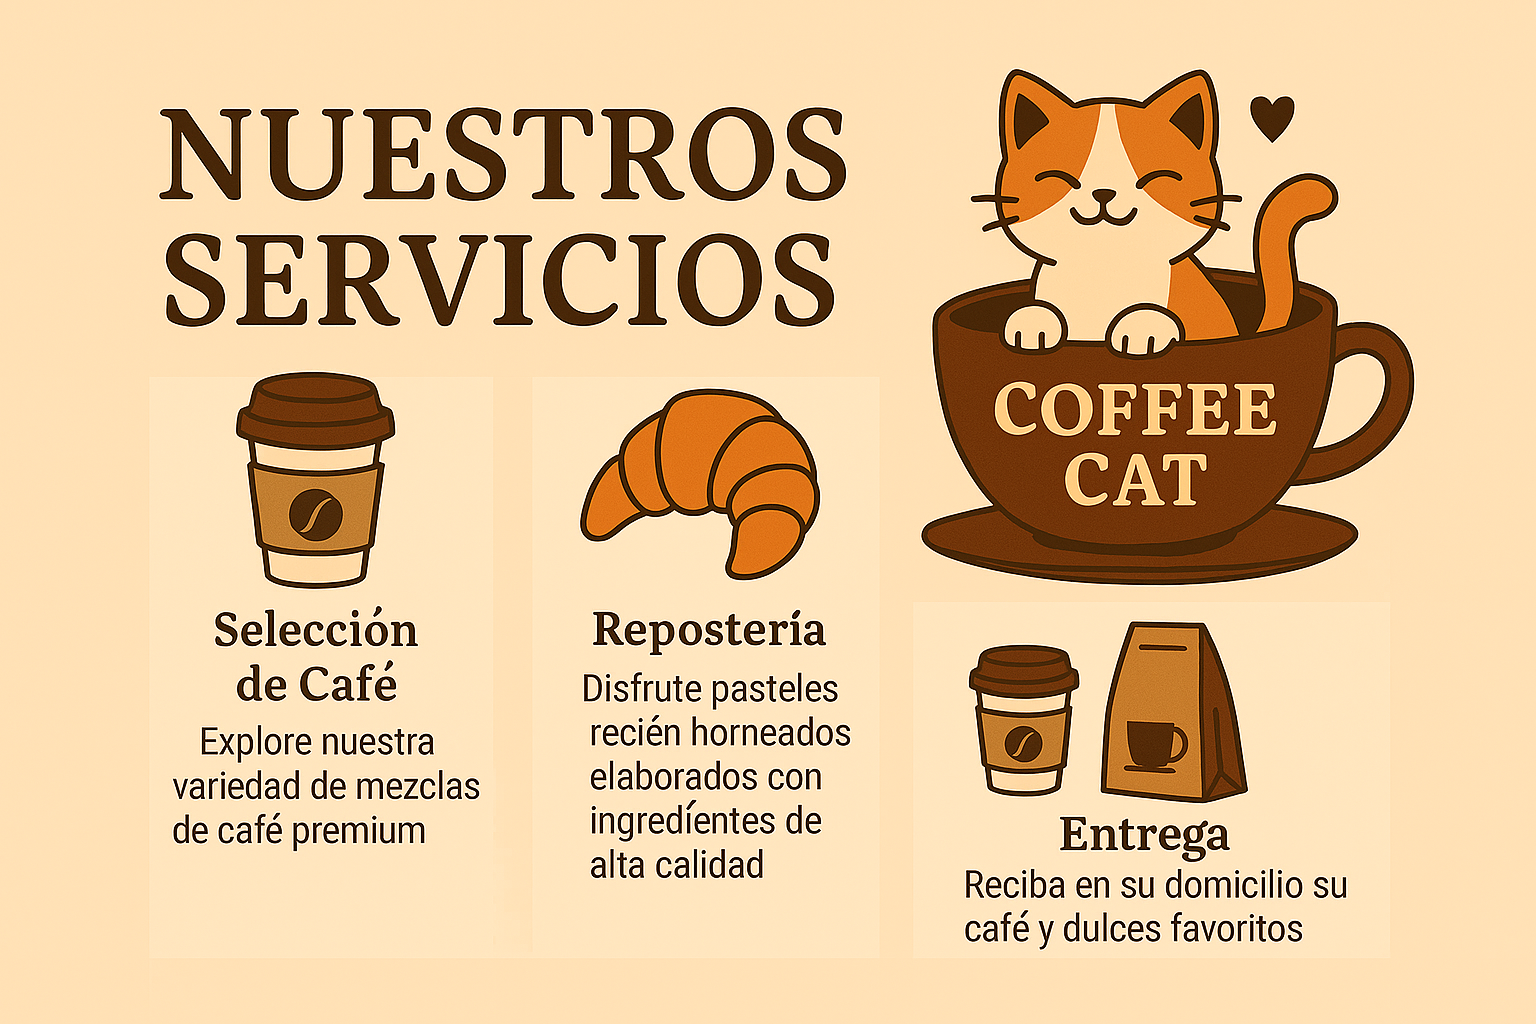 NUESTROS
SERVICIOS
COFFEE
CAT
Selección
de Café
Explore nuestra
variedad de mezclas
de café premium
Repostería
Disfrute pasteles
recién horneados
elaborados con
ingredíentes de
alta calidad
Entrega
Reciba en su domicilio su
café y dulces favoritos